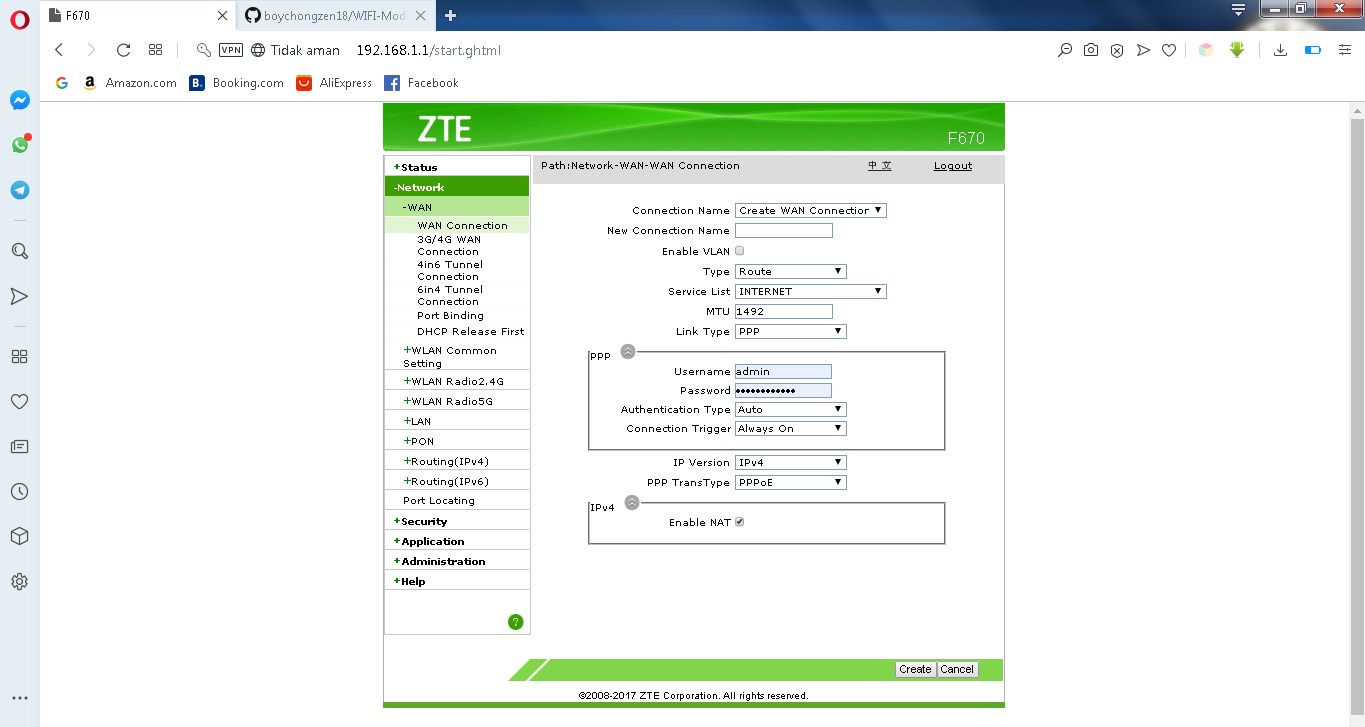 F670
boychongzen18/WIFI-Mod
VPN
Tidak aman
192.168.1.1/start.ghtml
Amazon.com
Booking.com
AliExpress
Facebook
ZTE
F670
+Status
-Network
-WAN
WAN Connection
3G/4G WAN
Connection
4in6 Tunnel
Connection
6in4 Tunnel
Connection
Port Binding
DHCP Release First
+WLAN Common
Setting
+WLAN Radio2.4G
+WLAN Radio5G
+LAN
+PON
+Routing(IPv4)
+Routing(IPv6)
Port Locating
+Security
+Application
+Administration
+Help
?
Path:Network-WAN-WAN Connection
中文
Logout
Connection Name Create WAN Connection
New Connection Name
Enable VLAN
Type Route
Service List INTERNET
MTU 1492
Link Type PPP
PPP
Username admin
Password ••••••••••••
Authentication Type Auto
Connection Trigger Always On
IP Version IPv4
PPP TransType PPPoE
IPv4
Enable NAT
Create Cancel
©2008-2017 ZTE Corporation. All rights reserved.